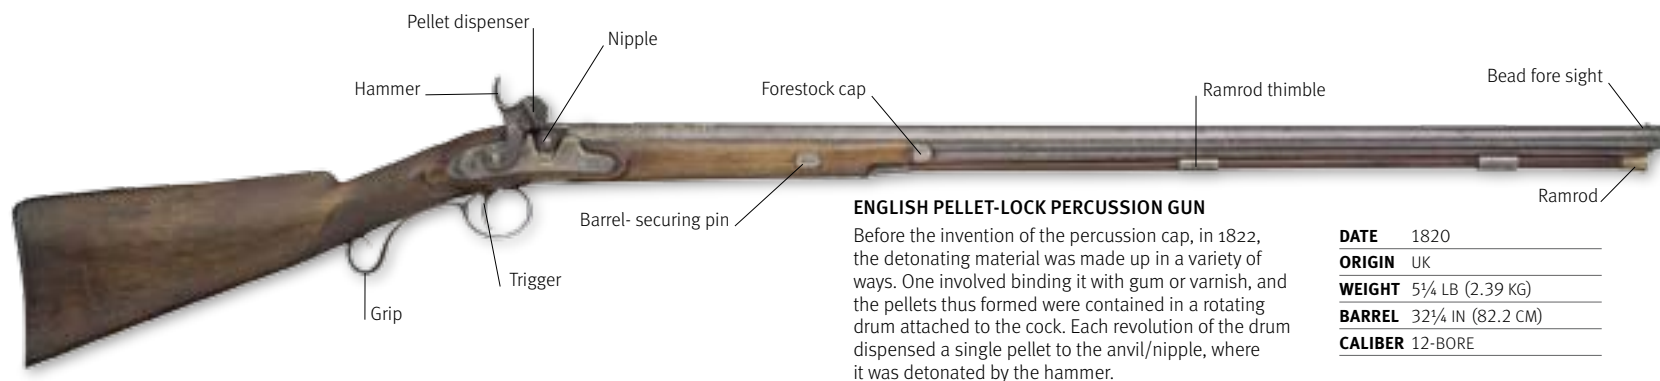 Pellet dispenser
Nipple
Hammer
Forestock cap
Ramrod thimble
Bead fore sight
Barrel- securing pin
Ramrod
Trigger
Grip
ENGLISH PELLET-LOCK PERCUSSION GUN
Before the invention of the percussion cap, in 1822,
the detonating material was made up in a variety of
ways. One involved binding it with gum or varnish, and
the pellets thus formed were contained in a rotating
drum attached to the cock. Each revolution of the drum
dispensed a single pellet to the anvil/nipple, where
it was detonated by the hammer.
DATE 1820
ORIGIN UK
WEIGHT 5¼ LB (2.39 KG)
BARREL 32¼ IN (82.2 CM)
CALIBER 12-BORE